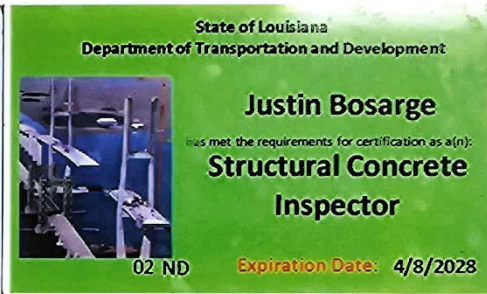 State of Louisiana
Department of Transportation and Development
Justin Bosarge
has met the requirements for certification as a(n):
Structural Concrete
Inspector
02 ND
Expiration Date: 4/8/2028